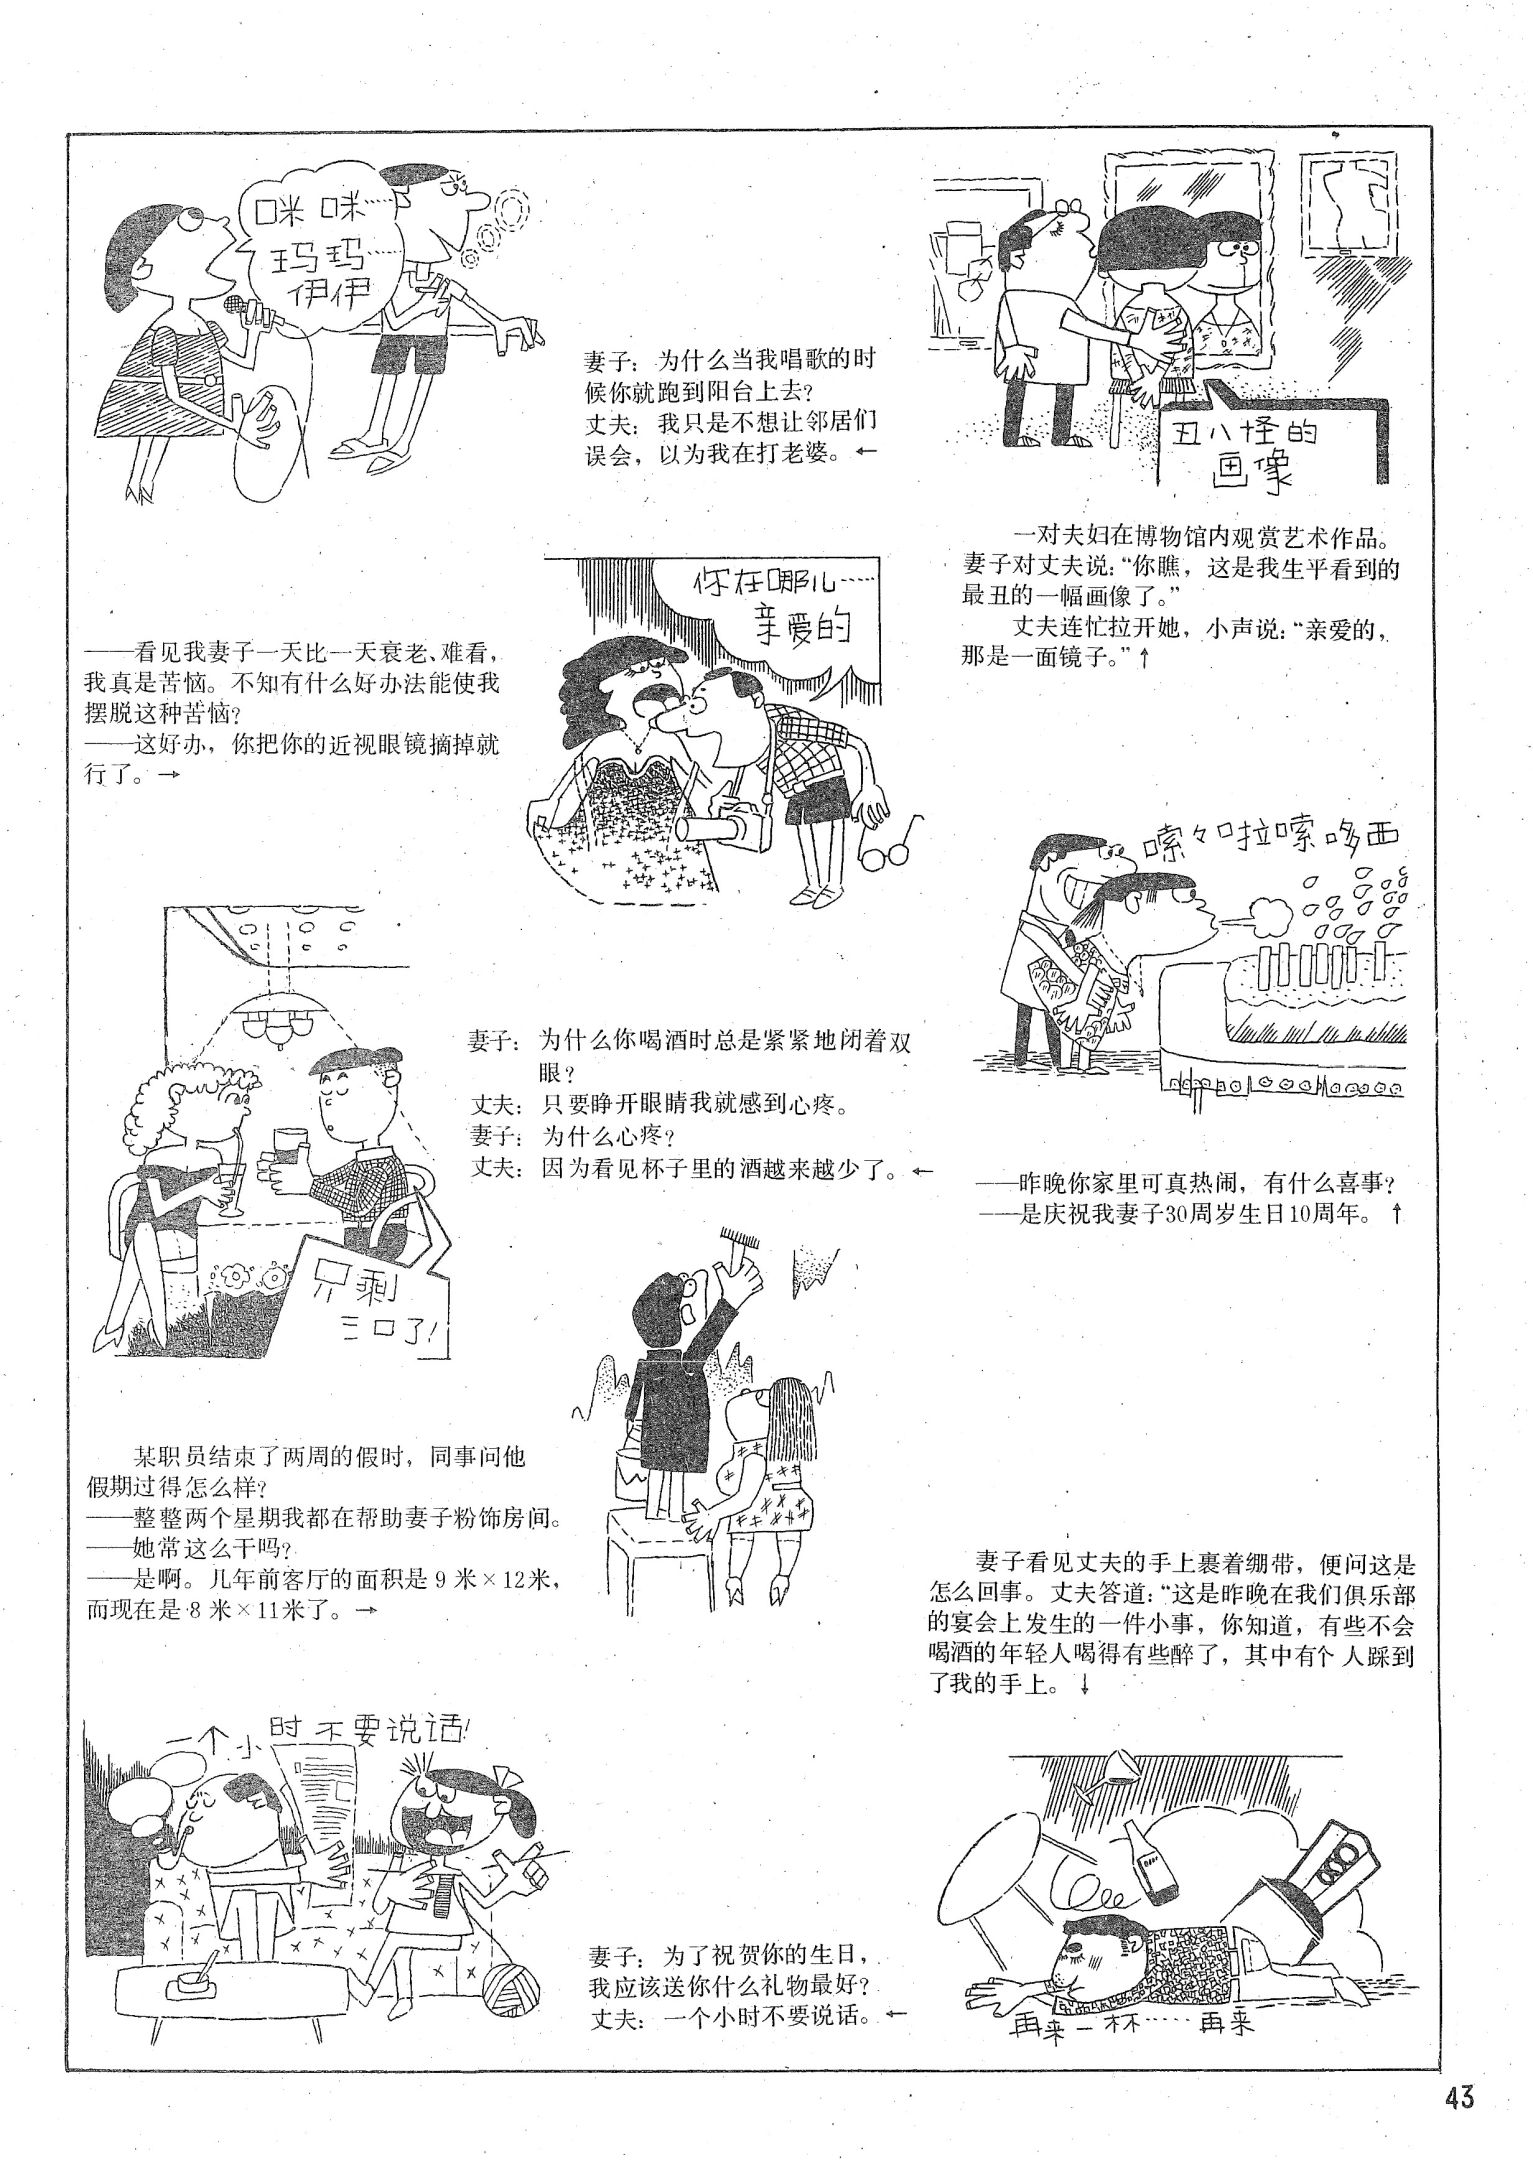 咪咪……
玛玛……
伊伊
妻子：为什么当我唱歌的时
候你就跑到阳台上去？
丈夫：我只是不想让邻居们
误会，以为我在打老婆。←
丑八怪的
画像
一对夫妇在博物馆内观赏艺术作品。
妻子对丈夫说：“你瞧，这是我生平看到的
最丑的一幅画像了。”
丈夫连忙拉开她，小声说：“亲爱的，
那是一面镜子。”↑
——看见我妻子一天比一天衰老、难看，
我真是苦恼。不知有什么好办法能使我
摆脱这种苦恼？
——这好办，你把你的近视眼镜摘掉就
行了。→
你在哪儿……
亲爱的
嗦々啦嗦哆西
——昨晚你家里可真热闹，有什么喜事？
——是庆祝我妻子30周岁生日10周年。↑
妻子：为什么你喝酒时总是紧紧地闭着双
眼？
丈夫：只要睁开眼睛我就感到心疼。
妻子：为什么心疼？
丈夫：因为看见杯子里的酒越来越少了。←
只剩
三口了！
某职员结束了两周的假时，同事问他
假期过得怎么样？
——整整两个星期我都在帮助妻子粉饰房间。
——她常这么干吗？
——是啊。几年前客厅的面积是9米×12米，
而现在是8米×11米了。→
妻子看见丈夫的手上裹着绷带，便问这是
怎么回事。丈夫答道：“这是昨晚在我们俱乐部
的宴会上发生的一件小事，你知道，有些不会
喝酒的年轻人喝得有些醉了，其中有个人踩到
了我的手上。↓
一个小时不要说话！
妻子：为了祝贺你的生日，
我应该送你什么礼物最好？
丈夫：一个小时不要说话。←
再来一杯……再来
43